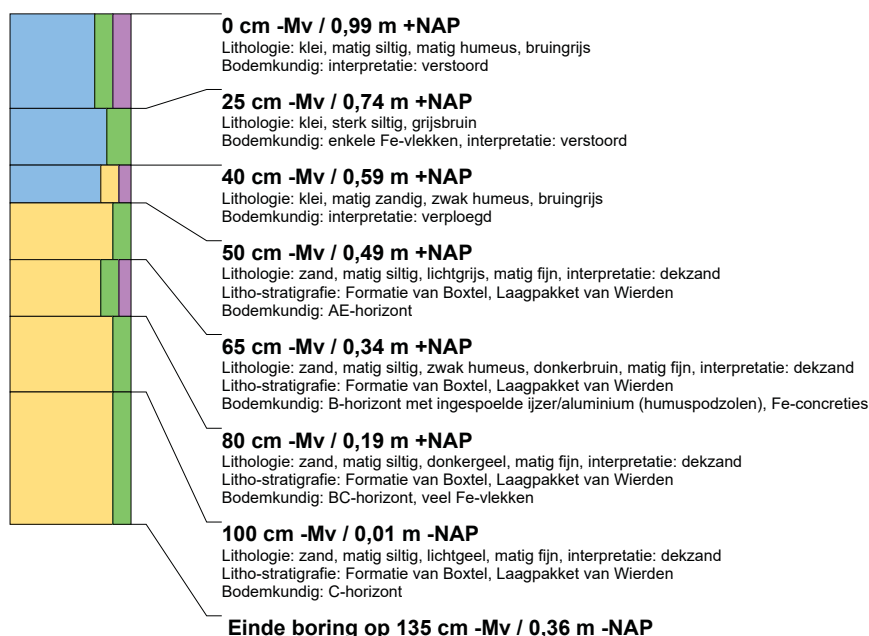 0 cm -Mv / 0,99 m +NAP
Lithologie: klei, matig siltig, matig humeus, bruingrijs
Bodemkundig: interpretatie: verstoord
25 cm -Mv / 0,74 m +NAP
Lithologie: klei, sterk siltig, grijsbruin
Bodemkundig: enkele Fe-vlekken, interpretatie: verstoord
40 cm -Mv / 0,59 m +NAP
Lithologie: klei, matig zandig, zwak humeus, bruingrijs
Bodemkundig: interpretatie: verploegd
50 cm -Mv / 0,49 m +NAP
Lithologie: zand, matig siltig, lichtgrijs, matig fijn, interpretatie: dekzand
Litho-stratigrafie: Formatie van Boxtel, Laagpakket van Wierden
Bodemkundig: AE-horizont
65 cm -Mv / 0,34 m +NAP
Lithologie: zand, matig siltig, zwak humeus, donkerbruin, matig fijn, interpretatie: dekzand
Litho-stratigrafie: Formatie van Boxtel, Laagpakket van Wierden
Bodemkundig: B-horizont met ingespoelde ijzer/aluminium (humuspodzolen), Fe-concreties
80 cm -Mv / 0,19 m +NAP
Lithologie: zand, matig siltig, donkergeel, matig fijn, interpretatie: dekzand
Litho-stratigrafie: Formatie van Boxtel, Laagpakket van Wierden
Bodemkundig: BC-horizont, veel Fe-vlekken
100 cm -Mv / 0,01 m -NAP
Lithologie: zand, matig siltig, lichtgeel, matig fijn, interpretatie: dekzand
Litho-stratigrafie: Formatie van Boxtel, Laagpakket van Wierden
Bodemkundig: C-horizont
Einde boring op 135 cm -Mv / 0,36 m -NAP